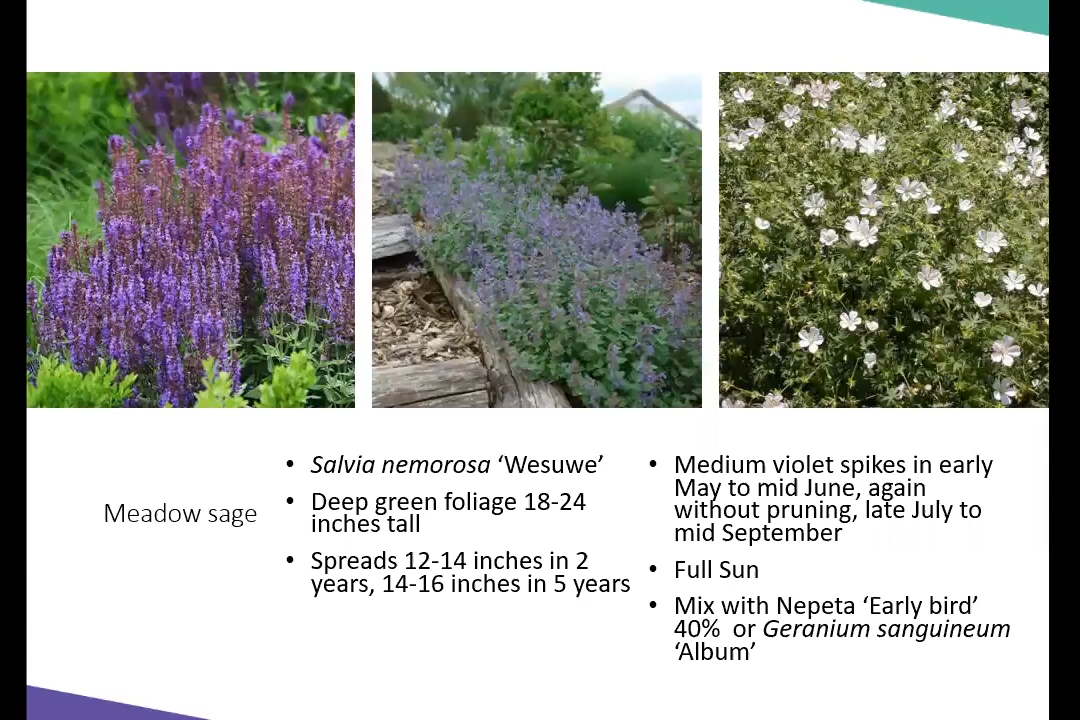 Meadow sage
• Salvia nemorosa ‘Wesuwe’
• Deep green foliage 18-24
inches tall
• Spreads 12-14 inches in 2
years, 14-16 inches in 5 years
• Medium violet spikes in early
May to mid June, again
without pruning, late July to
mid September
• Full Sun
• Mix with Nepeta ‘Early bird’
40%  or Geranium sanguineum
‘Album’